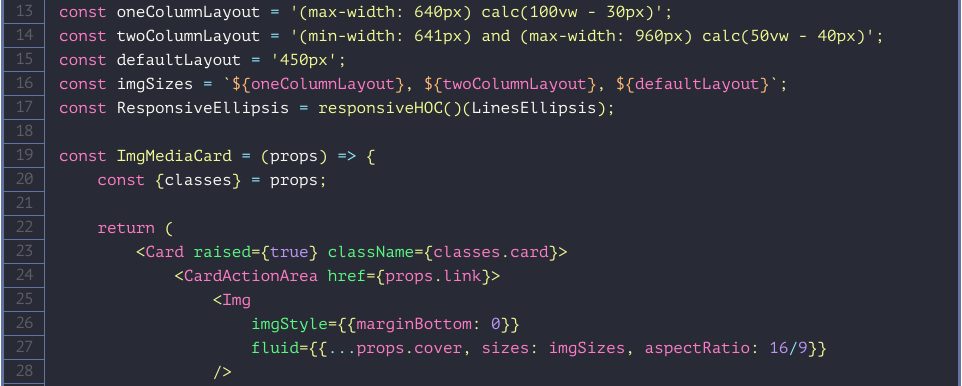 13 const oneColumnLayout = '(max-width: 640px) calc(100vw - 30px)';
14 const twoColumnLayout = '(min-width: 641px) and (max-width: 960px) calc(50vw - 40px)';
15 const defaultLayout = '450px';
16 const imgSizes = `${oneColumnLayout}, ${twoColumnLayout}, ${defaultLayout}`;
17 const ResponsiveEllipsis = responsiveHOC()(LinesEllipsis);
18
19 const ImgMediaCard = (props) => {
20     const {classes} = props;
21
22     return (
23         <Card raised={true} className={classes.card}>
24             <CardActionArea href={props.link}>
25                 <Img
26                     imgStyle={{marginBottom: 0}}
27                     fluid={{...props.cover, sizes: imgSizes, aspectRatio: 16/9}}
28                 />